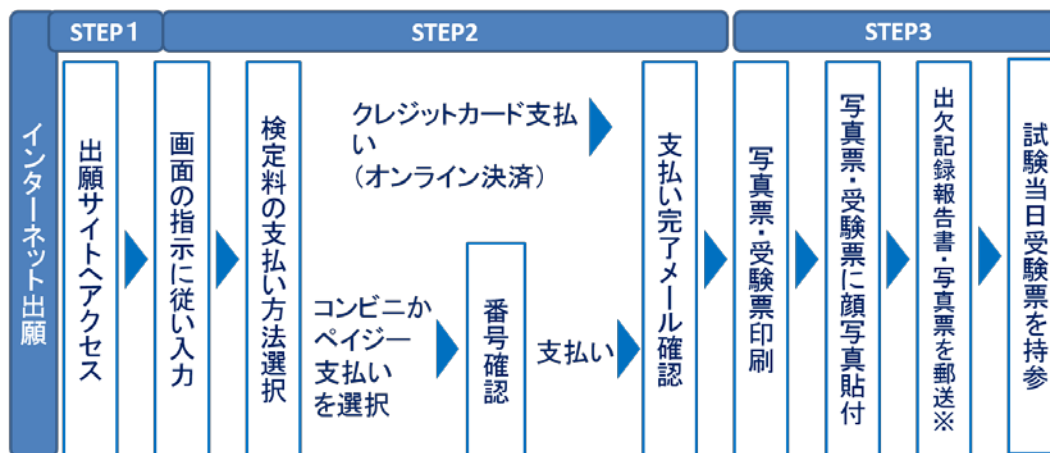 インターネット出願
STEP1
STEP2
STEP3
出願サイトへアクセス
画面の指示に従い入力
検定料の支払い方法選択
クレジットカード支払
い
（オンライン決済）
コンビニか
ペイジー
支払い
を選択
番号確認
支払い
支払い完了メール確認
写真票・受験票印刷
写真票・受験票に顔写真貼付
出欠記録報告書・写真票を郵送※
試験当日受験票を持参